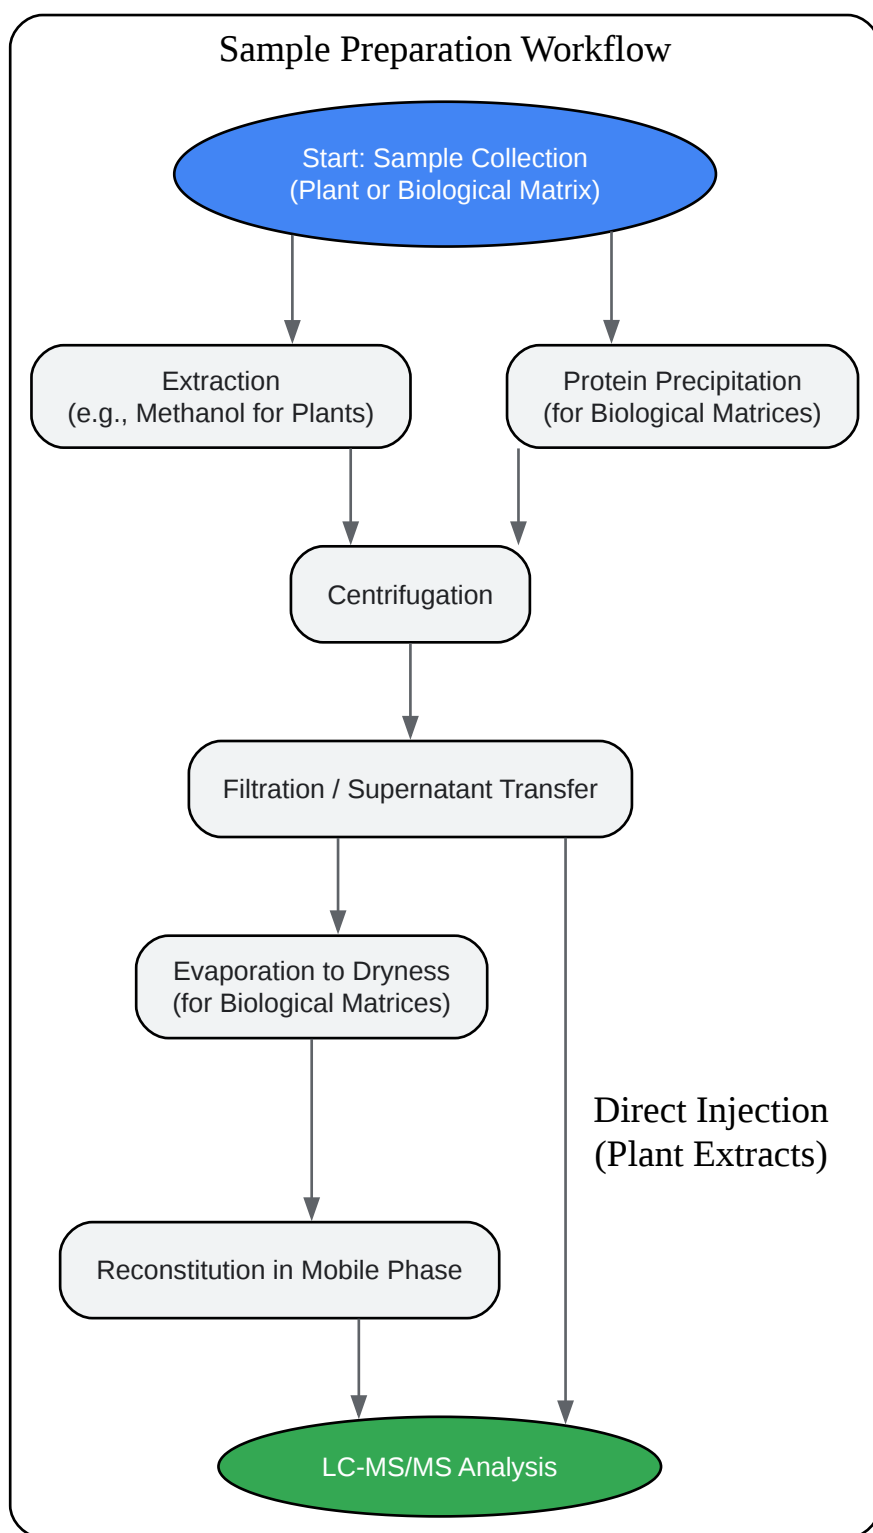 Sample Preparation Workflow
Start: Sample Collection
(Plant or Biological Matrix)
Extraction
(e.g., Methanol for Plants)
Protein Precipitation
(for Biological Matrices)
Centrifugation
Filtration / Supernatant Transfer
Evaporation to Dryness
(for Biological Matrices)
Direct Injection
(Plant Extracts)
Reconstitution in Mobile Phase
LC-MS/MS Analysis